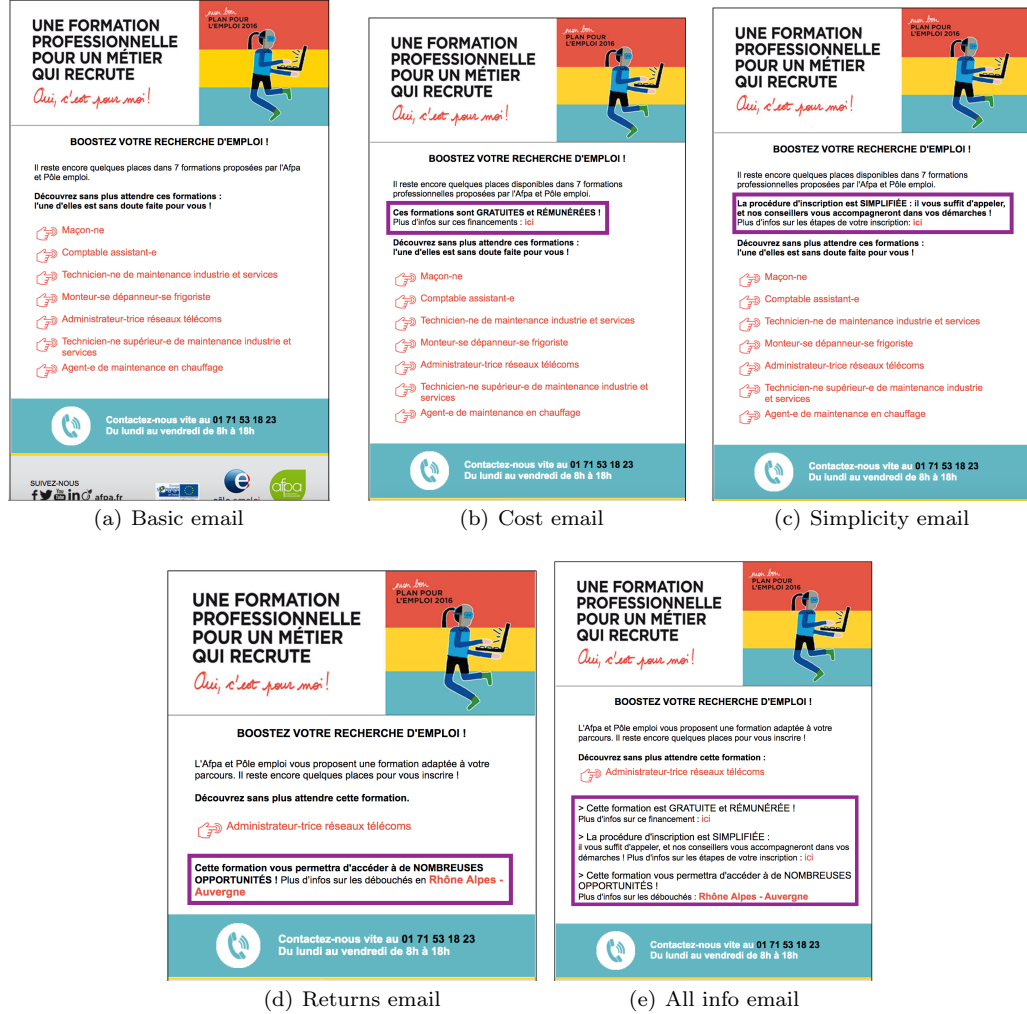 UNE FORMATION
PROFESSIONNELLE
POUR UN MÉTIER
QUI RECRUTE
Oui, c'est pour moi!
mon bon
PLAN POUR
L'EMPLOI 2016
BOOSTEZ VOTRE RECHERCHE D'EMPLOI !
Il reste encore quelques places dans 7 formations proposées par l'Afpa
et Pôle emploi.
Découvrez sans plus attendre ces formations :
l'une d'elles est sans doute faite pour vous !
Maçon-ne
Comptable assistant-e
Technicien-ne de maintenance industrie et services
Monteur-se dépanneur-se frigoriste
Administrateur-trice réseaux télécoms
Technicien-ne supérieur-e de maintenance industrie et
services
Agent-e de maintenance en chauffage
Contactez-nous vite au 01 71 53 18 23
Du lundi au vendredi de 8h à 18h
SUIVEZ-NOUS
afpa.fr
pôle emploi
afpa
(a) Basic email
UNE FORMATION
PROFESSIONNELLE
POUR UN MÉTIER
QUI RECRUTE
Oui, c'est pour moi!
mon bon
PLAN POUR
L'EMPLOI 2016
BOOSTEZ VOTRE RECHERCHE D'EMPLOI !
Il reste encore quelques places disponibles dans 7 formations
professionnelles proposées par l'Afpa et Pôle emploi.
Ces formations sont GRATUITES et RÉMUNÉRÉES !
Plus d'infos sur ces financements : ici
Découvrez sans plus attendre ces formations :
l'une d'elles est sans doute faite pour vous !
Maçon-ne
Comptable assistant-e
Technicien-ne de maintenance industrie et services
Monteur-se dépanneur-se frigoriste
Administrateur-trice réseaux télécoms
Technicien-ne supérieur-e de maintenance industrie et
services
Agent-e de maintenance en chauffage
Contactez-nous vite au 01 71 53 18 23
Du lundi au vendredi de 8h à 18h
(b) Cost email
UNE FORMATION
PROFESSIONNELLE
POUR UN MÉTIER
QUI RECRUTE
Oui, c'est pour moi!
mon bon
PLAN POUR
L'EMPLOI 2016
BOOSTEZ VOTRE RECHERCHE D'EMPLOI !
Il reste encore quelques places disponibles dans 7 formations
professionnelles proposées par l'Afpa et Pôle emploi.
La procédure d'inscription est SIMPLIFIÉE : il vous suffit d'appeler,
et nos conseillers vous accompagneront dans vos démarches !
Plus d'infos sur les étapes de votre inscription: ici
Découvrez sans plus attendre ces formations :
l'une d'elles est sans doute faite pour vous !
Maçon-ne
Comptable assistant-e
Technicien-ne de maintenance industrie et services
Monteur-se dépanneur-se frigoriste
Administrateur-trice réseaux télécoms
Technicien-ne supérieur-e de maintenance industrie
et services
Agent-e de maintenance en chauffage
Contactez-nous vite au 01 71 53 18 23
Du lundi au vendredi de 8h à 18h
(c) Simplicity email
UNE FORMATION
PROFESSIONNELLE
POUR UN MÉTIER
QUI RECRUTE
Oui, c'est pour moi!
mon bon
PLAN POUR
L'EMPLOI 2016
BOOSTEZ VOTRE RECHERCHE D'EMPLOI !
L'Afpa et Pôle emploi vous proposent une formation adaptée à votre
parcours. Il reste encore quelques places pour vous inscrire !
Découvrez sans plus attendre cette formation.
Administrateur-trice réseaux télécoms
Cette formation vous permettra d'accéder à de NOMBREUSES
OPPORTUNITÉS ! Plus d'infos sur les débouchés en Rhône Alpes -
Auvergne
Contactez-nous vite au 01 71 53 18 23
Du lundi au vendredi de 8h à 18h
(d) Returns email
UNE FORMATION
PROFESSIONNELLE
POUR UN MÉTIER
QUI RECRUTE
Oui, c'est pour moi!
mon bon
PLAN POUR
L'EMPLOI 2016
BOOSTEZ VOTRE RECHERCHE D'EMPLOI !
L'Afpa et Pôle emploi vous proposent une formation adaptée à votre
parcours. Il reste encore quelques places pour vous inscrire !
Découvrez sans plus attendre cette formation :
Administrateur-trice réseaux télécoms
> Cette formation est GRATUITE et RÉMUNÉRÉE !
Plus d'infos sur ce financement : ici
> La procédure d'inscription est SIMPLIFIÉE :
il vous suffit d'appeler, et nos conseillers vous accompagneront dans vos
démarches ! Plus d'infos sur les étapes de votre inscription : ici
> Cette formation vous permettra d'accéder à de NOMBREUSES
OPPORTUNITÉS !
Plus d'infos sur les débouchés : Rhône Alpes - Auvergne
Contactez-nous vite au 01 71 53 18 23
Du lundi au vendredi de 8h à 18h
(e) All info email